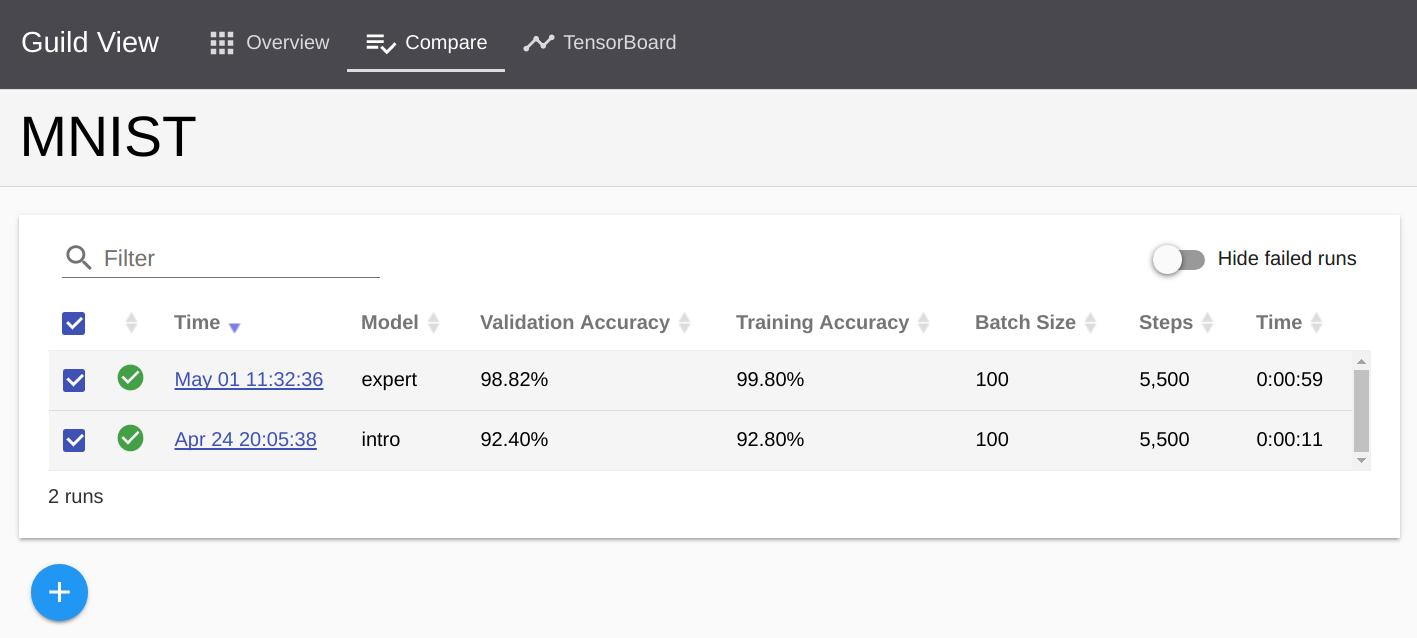 Guild View Overview Compare TensorBoard
MNIST
Filter Hide failed runs
Time Model Validation Accuracy Training Accuracy Batch Size Steps Time
May 01 11:32:36 expert 98.82% 99.80% 100 5,500 0:00:59
Apr 24 20:05:38 intro 92.40% 92.80% 100 5,500 0:00:11
2 runs